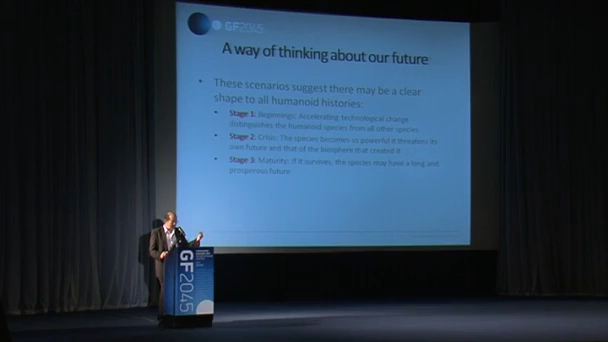 GF2045
A way of thinking about our future
These scenarios suggest there may be a clear
shape to all humanoid histories:
Stage 1: Beginnings: Accelerating technological change
distinguishes the humanoid species from all other species
Stage 2: Crisis: The species becomes so powerful it threatens its
own future and that of the biosphere that created it
Stage 3: Maturity: If it survives, the species may have a long and
prosperous future
GF2045